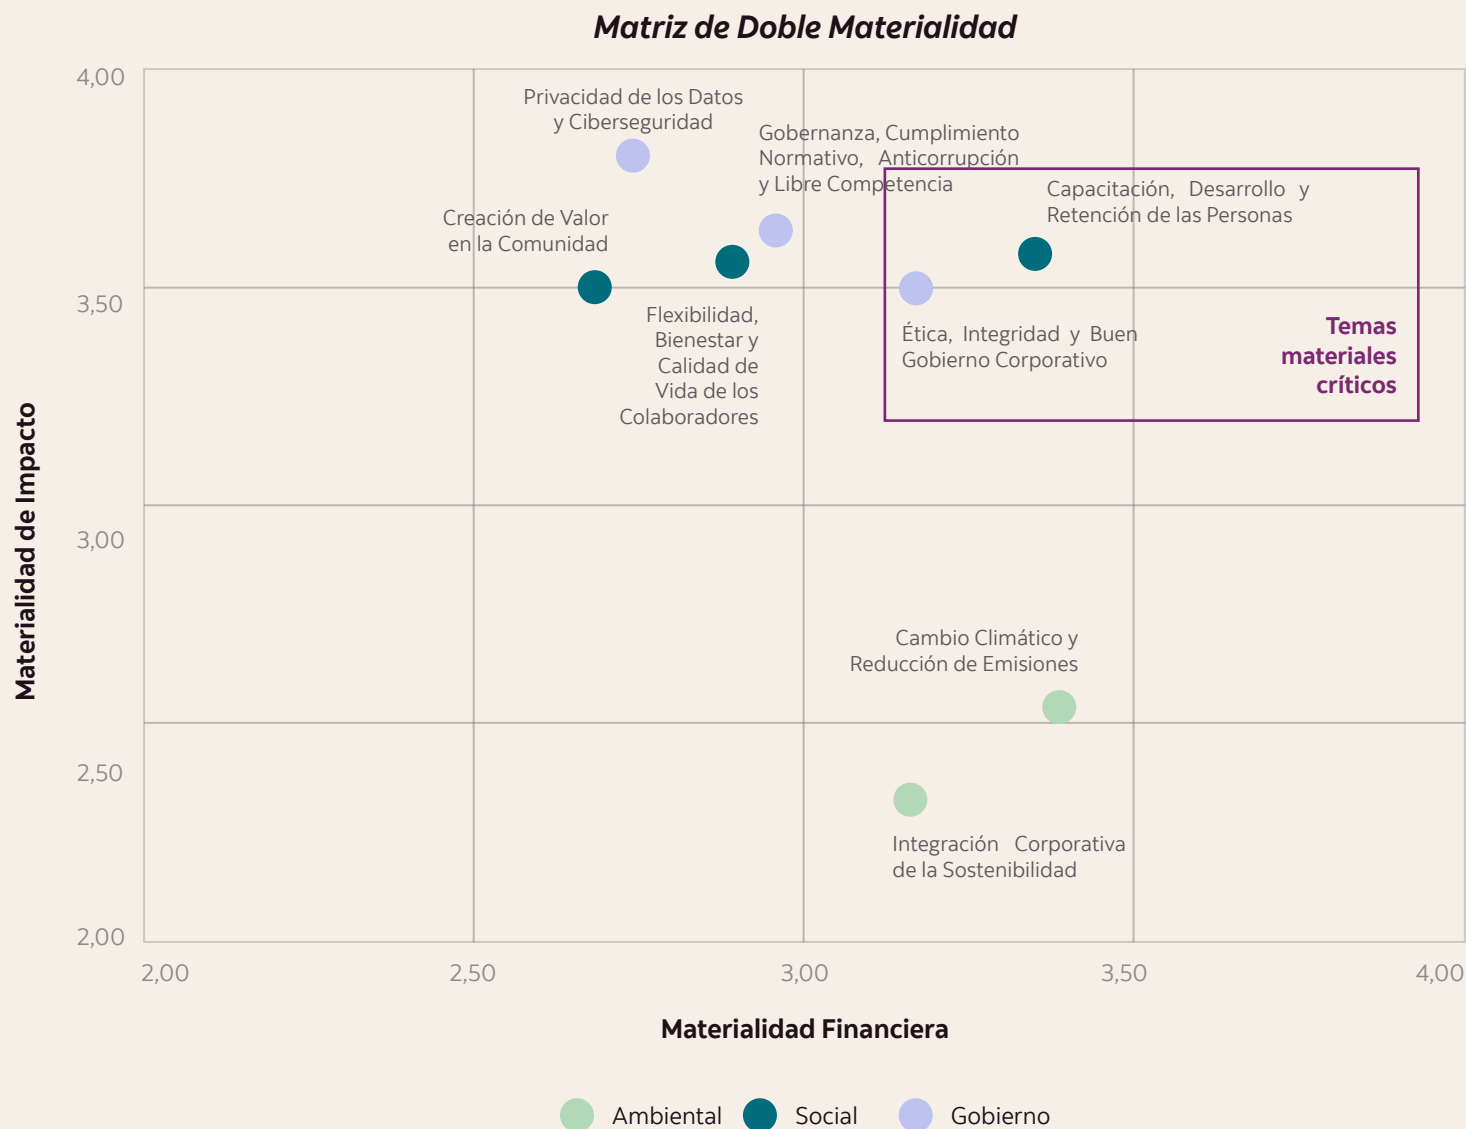 Matriz de Doble Materialidad
4,00
Privacidad de los Datos
y Ciberseguridad
Gobernanza, Cumplimiento
Normativo, Anticorrupción
y Libre Competencia
Capacitación, Desarrollo y
Retención de las Personas
Creación de Valor
en la Comunidad
3,50
Flexibilidad,
Bienestar y
Calidad de
Vida de los
Colaboradores
Ética, Integridad y Buen
Gobierno Corporativo
Temas
materiales
críticos
Materialidad de Impacto
3,00
Cambio Climático y
Reducción de Emisiones
2,50
Integración Corporativa
de la Sostenibilidad
2,00
2,00 2,50 3,00 3,50 4,00
Materialidad Financiera
Ambiental Social Gobierno